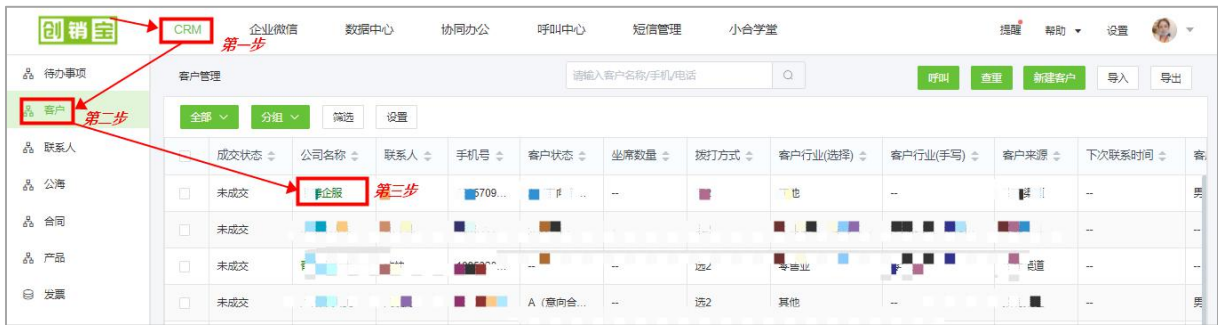 创销宝 CRM 企业微信 数据中心 协同办公 呼叫中心 短信管理 小合学堂 提醒 帮助 设置
第一步
待办事项 客户管理 请输入客户名称/手机/电话 呼叫 查重 新建客户 导入 导出
客户 第二步 全部 分组 筛选 设置
联系人 成交状态 公司名称 联系人 手机号 客户状态 坐席数量 拨打方式 客户行业(选择) 客户行业(手写) 客户来源 下次联系时间 客
公海 未成交 企服 第三步 5709... -- 他 -- -- 男
合同 未成交 -- --
产品 未成交 -- -- 选2 零售业 -- --
发票 未成交 A（意向合... -- 选2 其他 -- -- 男